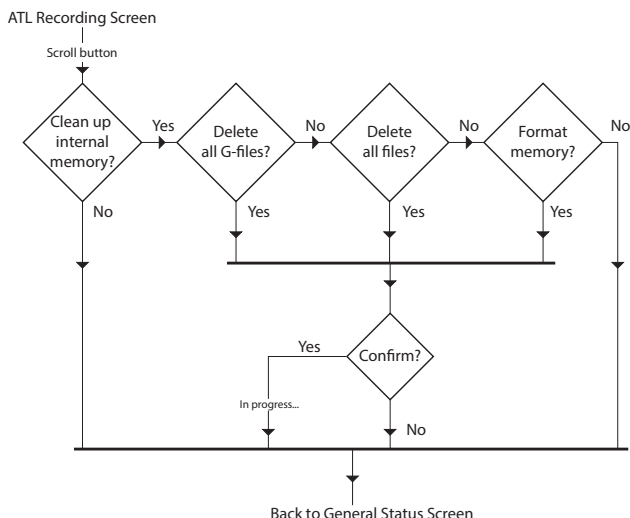 ATL Recording Screen
Scroll button
Clean up
internal
memory?
Yes
Delete
all G-files?
No
Delete
all files?
No
Format
memory?
No
No
Yes
Yes
Yes
Yes
Confirm?
In progress...
No
Back to General Status Screen